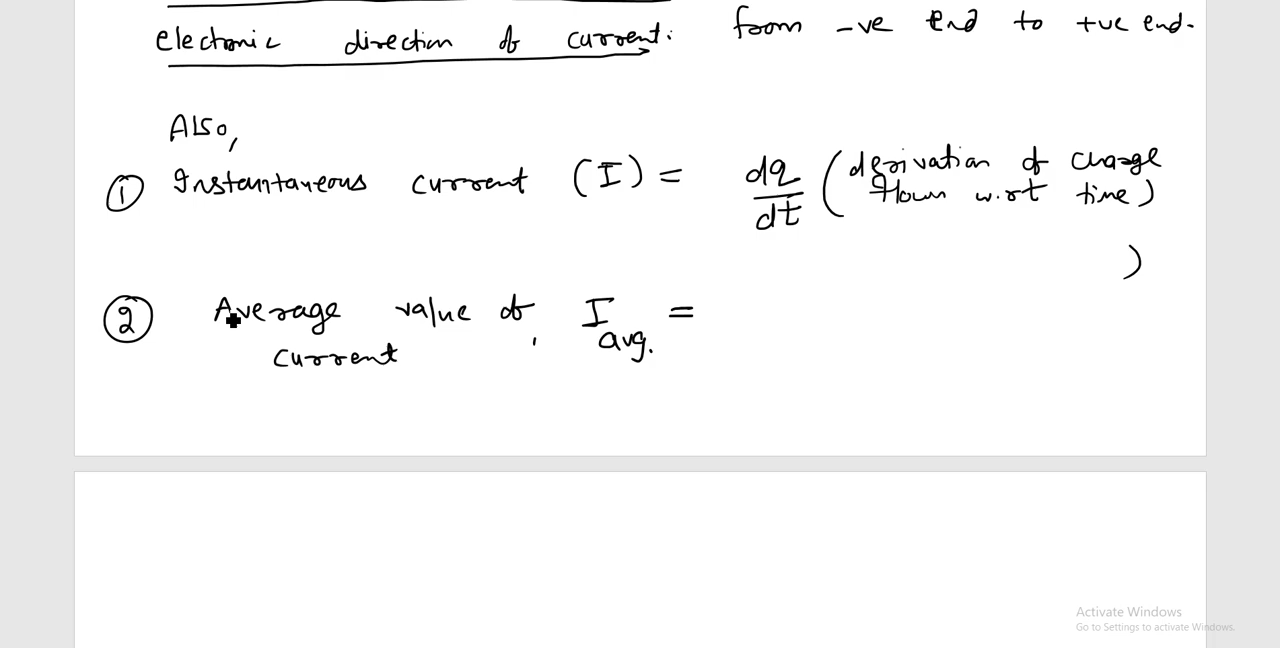 electronic direction of current. from -ve end to +ve end.
Also,
① Instantaneous current (I) = dq/dt (derivation of charge
flown w.r.t time)
)
② Average value of, I avg. =
current
Activate Windows
Go to Settings to activate Windows.